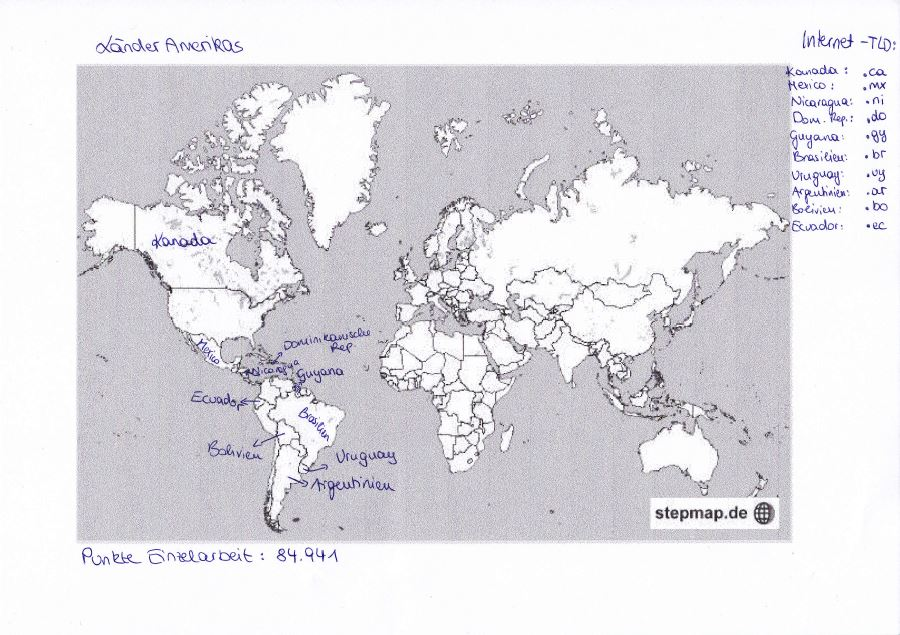 Länder Amerikas
Internet-TLD:
Kanada: .ca
Mexico: .mx
Nicaragua: .ni
Dom. Rep.: .do
Guyana: .gy
Brasilien: .br
Uruguay: .uy
Argentinien: .ar
Bolivien: .bo
Ecuador: .ec
Kanada
Mexico
Dominikanische
Rep.
Nicaragua
Guyana
Ecuador
Brasilien
Bolivien
Uruguay
Argentinien
stepmap.de
Punkte Einzelarbeit: 84.941